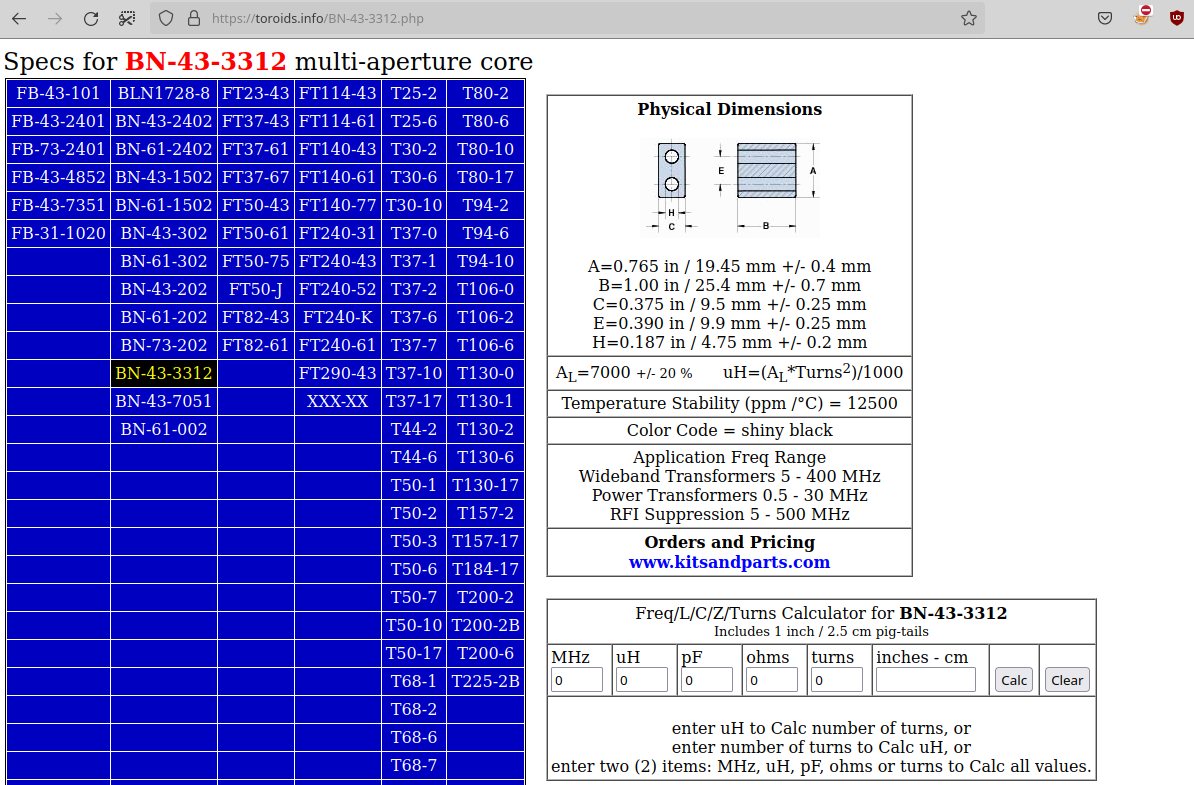 https://toroids.info/BN-43-3312.php
Specs for BN-43-3312 multi-aperture core
FB-43-101 BLN1728-8 FT23-43 FT114-43 T25-2 T80-2
FB-43-2401 BN-43-2402 FT37-43 FT114-61 T25-6 T80-6
FB-73-2401 BN-61-2402 FT37-61 FT140-43 T30-2 T80-10
FB-43-4852 BN-43-1502 FT37-67 FT140-61 T30-6 T80-17
FB-43-7351 BN-61-1502 FT50-43 FT140-77 T30-10 T94-2
FB-31-1020 BN-43-302 FT50-61 FT240-31 T37-0 T94-6
BN-61-302 FT50-75 FT240-43 T37-1 T94-10
BN-43-202 FT50-J FT240-52 T37-2 T106-0
BN-61-202 FT82-43 FT240-K T37-6 T106-2
BN-73-202 FT82-61 FT240-61 T37-7 T106-6
BN-43-3312 FT290-43 T37-10 T130-0
BN-43-7051 XXX-XX T37-17 T130-1
BN-61-002 T44-2 T130-2
T44-6 T130-6
T50-1 T130-17
T50-2 T157-2
T50-3 T157-17
T50-6 T184-17
T50-7 T200-2
T50-10 T200-2B
T50-17 T200-6
T68-1 T225-2B
T68-2
T68-6
T68-7
Physical Dimensions
E A
H
C B
A=0.765 in / 19.45 mm +/- 0.4 mm
B=1.00 in / 25.4 mm +/- 0.7 mm
C=0.375 in / 9.5 mm +/- 0.25 mm
E=0.390 in / 9.9 mm +/- 0.25 mm
H=0.187 in / 4.75 mm +/- 0.2 mm
AL=7000 +/- 20 % uH=(AL*Turns2)/1000
Temperature Stability (ppm /°C) = 12500
Color Code = shiny black
Application Freq Range
Wideband Transformers 5 - 400 MHz
Power Transformers 0.5 - 30 MHz
RFI Suppression 5 - 500 MHz
Orders and Pricing
www.kitsandparts.com
Freq/L/C/Z/Turns Calculator for BN-43-3312
Includes 1 inch / 2.5 cm pig-tails
MHz uH pF ohms turns inches - cm
0 0 0 0 0 Calc Clear
enter uH to Calc number of turns, or
enter number of turns to Calc uH, or
enter two (2) items: MHz, uH, pF, ohms or turns to Calc all values.